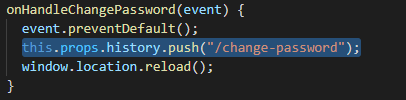 onHandleChangePassword(event) {
event.preventDefault();
this.props.history.push("/change-password");
window.location.reload();
}